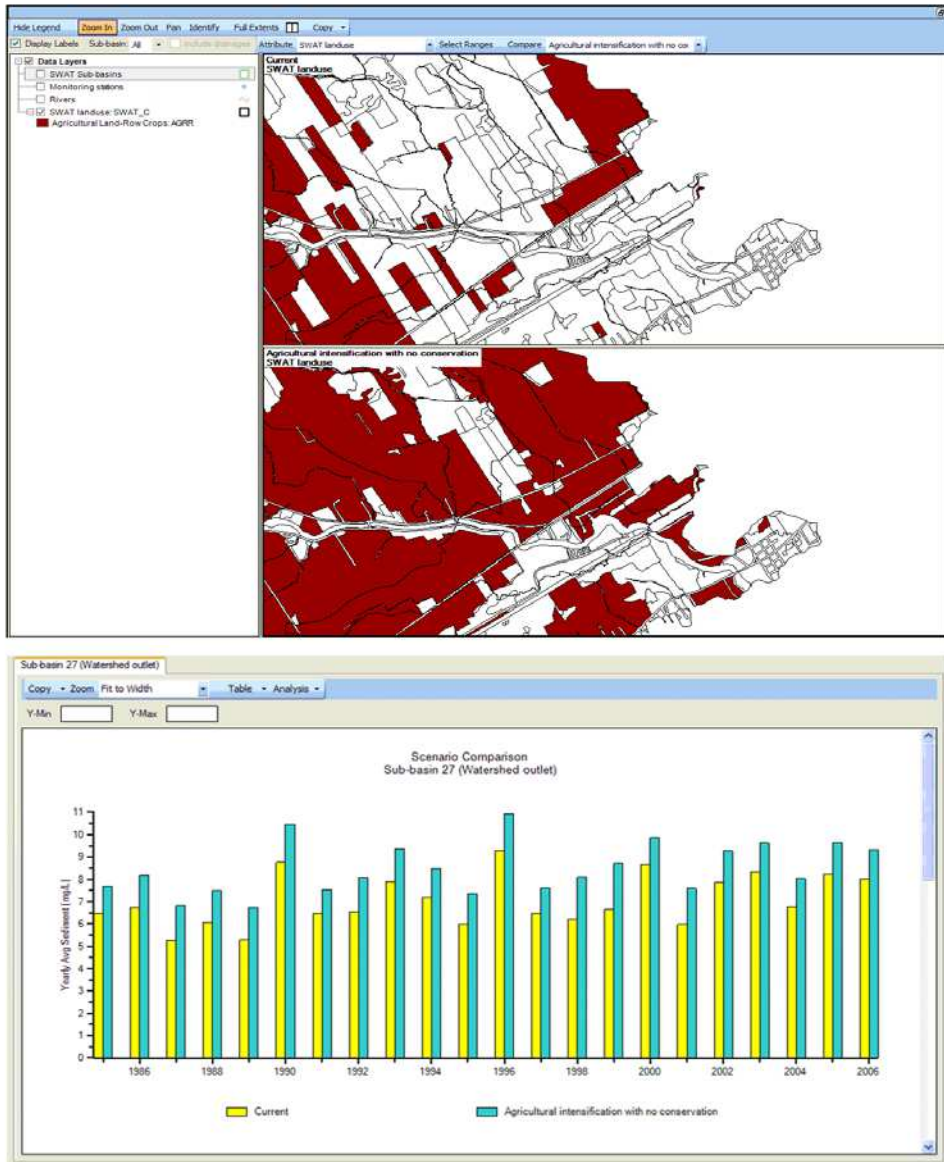 Hide Legend Zoom In Zoom Out Pan Identify Full Extents Copy
Display Labels Sub-basin: All Include drainages Attribute SWAT landuse Select Ranges Compare Agricultural intensification with no cor
Data Layers
SWAT Sub-basins
Monitoring stations
Rivers
SWAT landuse: SWAT_C
Agricultural Land-Row Crops: AGRR
Current
SWAT landuse
Agricultural intensification with no conservation
SWAT landuse
Sub-basin 27 (Watershed outlet)
Copy Zoom Fit to Width Table Analysis
Y-Min Y-Max
Scenario Comparison
Sub-basin 27 (Watershed outlet)
Yearly Avg Sediment (mg/L)
11
10
9
8
7
6
5
4
3
2
1
0
1986 1988 1990 1992 1994 1996 1998 2000 2002 2004 2006
Current Agricultural intensification with no conservation